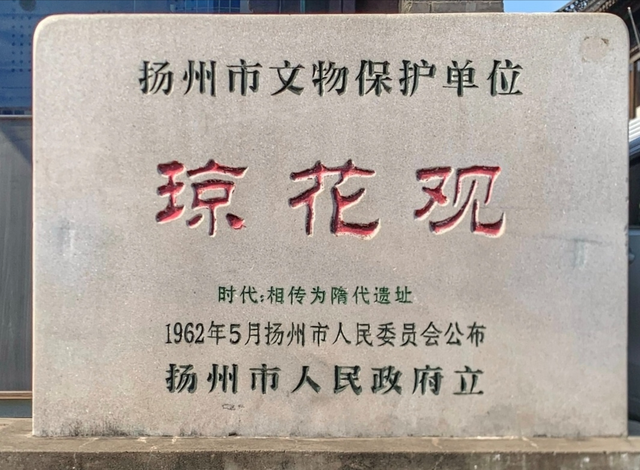 扬州市文物保护单位
琼花观
时代:相传为隋代遗址
1962年5月扬州市人民委员会公布
扬州市人民政府立